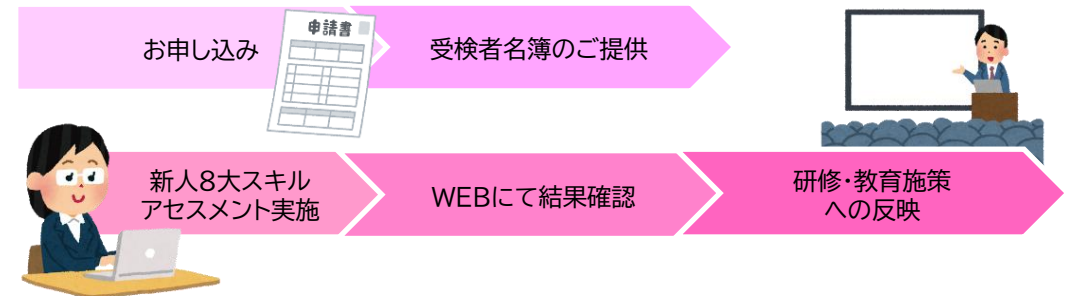 お申し込み
申請書
受検者名簿のご提供
新人8大スキル
アセスメント実施
WEBにて結果確認
研修・教育施策
への反映